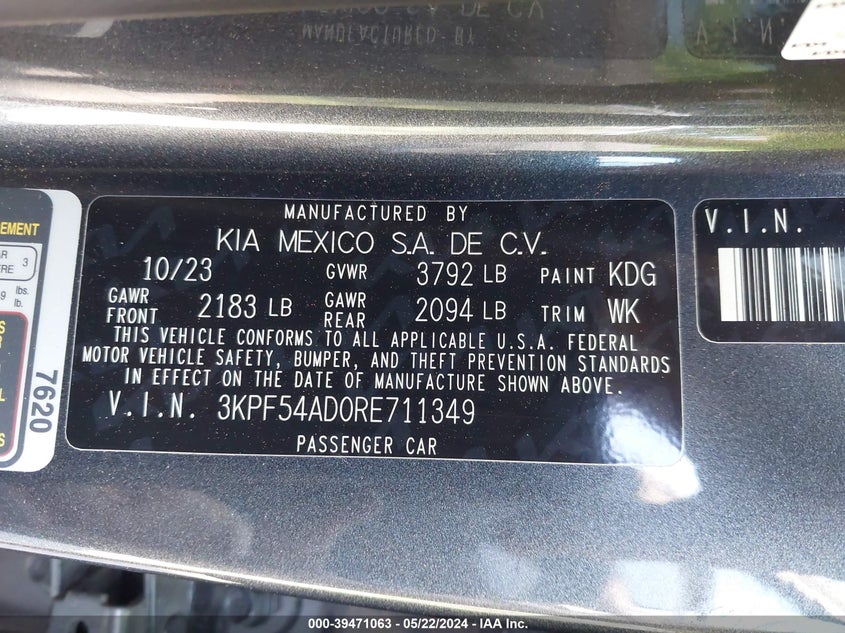 MANUFACTURED BY
KIA MEXICO S.A. DE C.V.
10/23 GVWR 3792 LB PAINT KDG
GAWR FRONT 2183 LB GAWR REAR 2094 LB TRIM WK
THIS VEHICLE CONFORMS TO ALL APPLICABLE U.S.A. FEDERAL
MOTOR VEHICLE SAFETY, BUMPER, AND THEFT PREVENTION STANDARDS
IN EFFECT ON THE DATE OF MANUFACTURE SHOWN ABOVE.
V.I.N. 3KPF54AD0RE711349
PASSENGER CAR
V.I.N.
7620
000-39471063 - 05/22/2024 - IAA Inc.